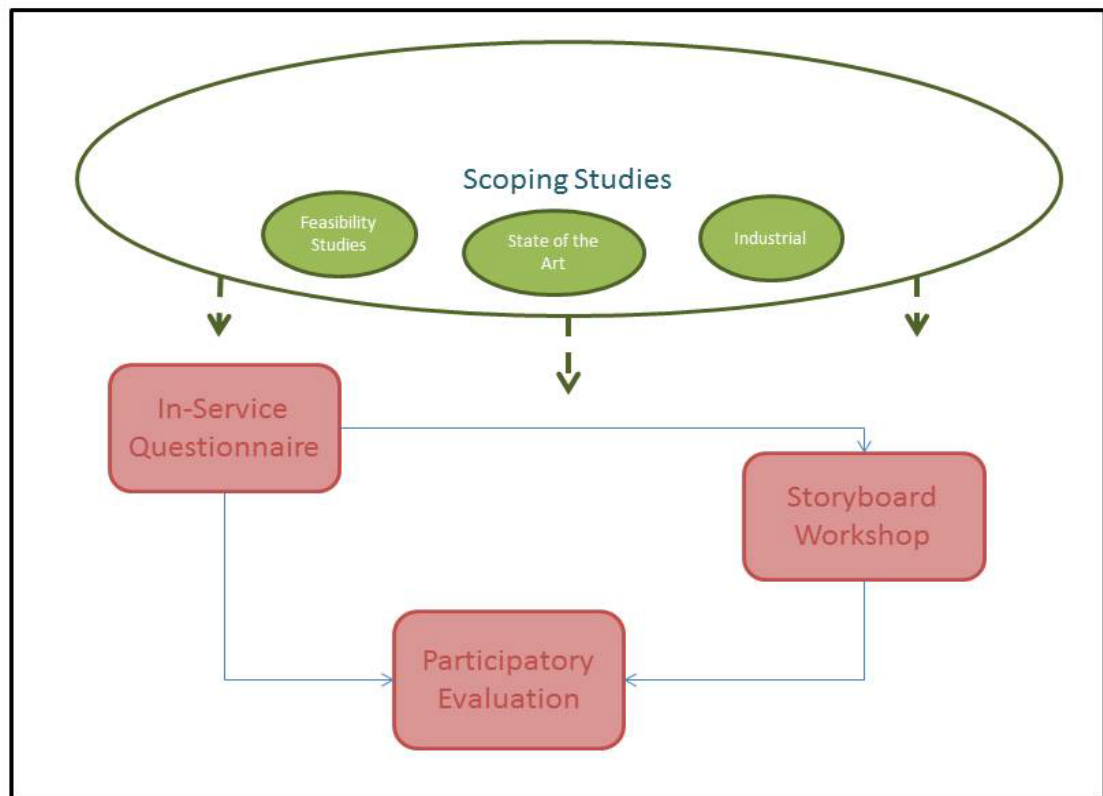 Scoping Studies
Feasibility
Studies
State of the
Art
Industrial
In-Service
Questionnaire
Storyboard
Workshop
Participatory
Evaluation